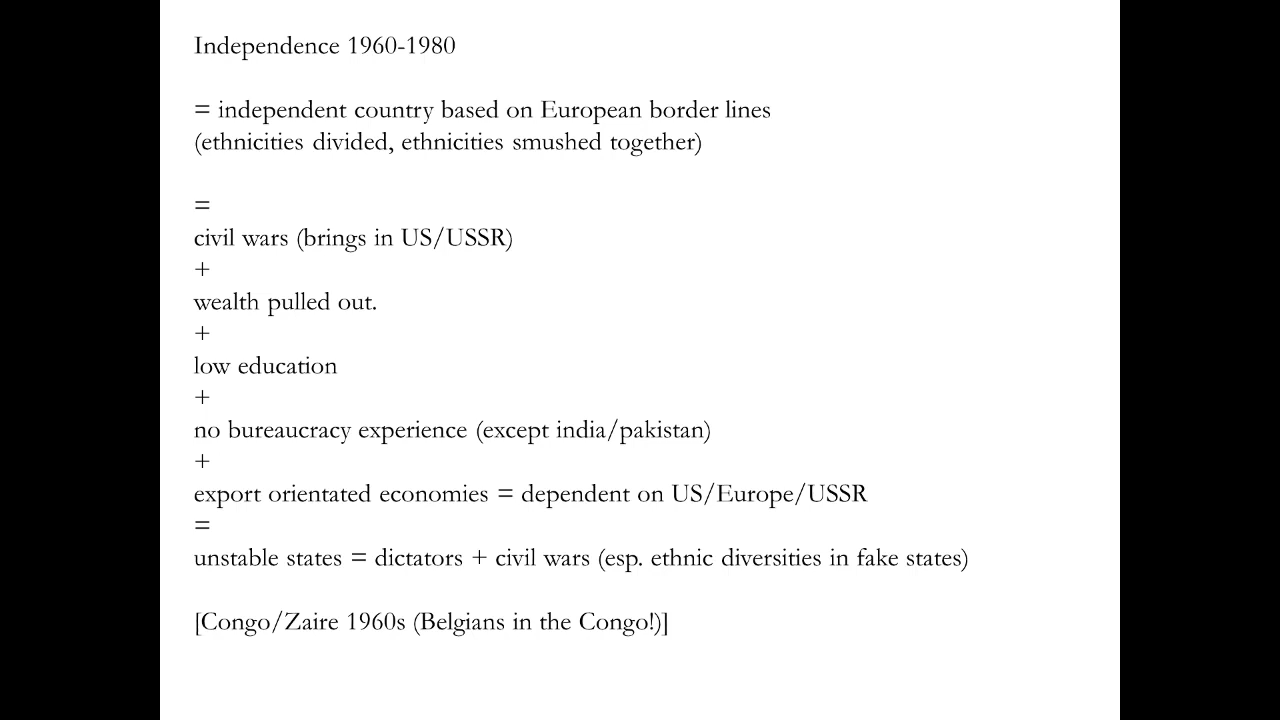 Independence 1960-1980
= independent country based on European border lines
(ethnicities divided, ethnicities smushed together)
=
civil wars (brings in US/USSR)
+
wealth pulled out.
+
low education
+
no bureaucracy experience (except india/pakistan)
+
export orientated economies = dependent on US/Europe/USSR
=
unstable states = dictators + civil wars (esp. ethnic diversities in fake states)
[Congo/Zaire 1960s (Belgians in the Congo!)]